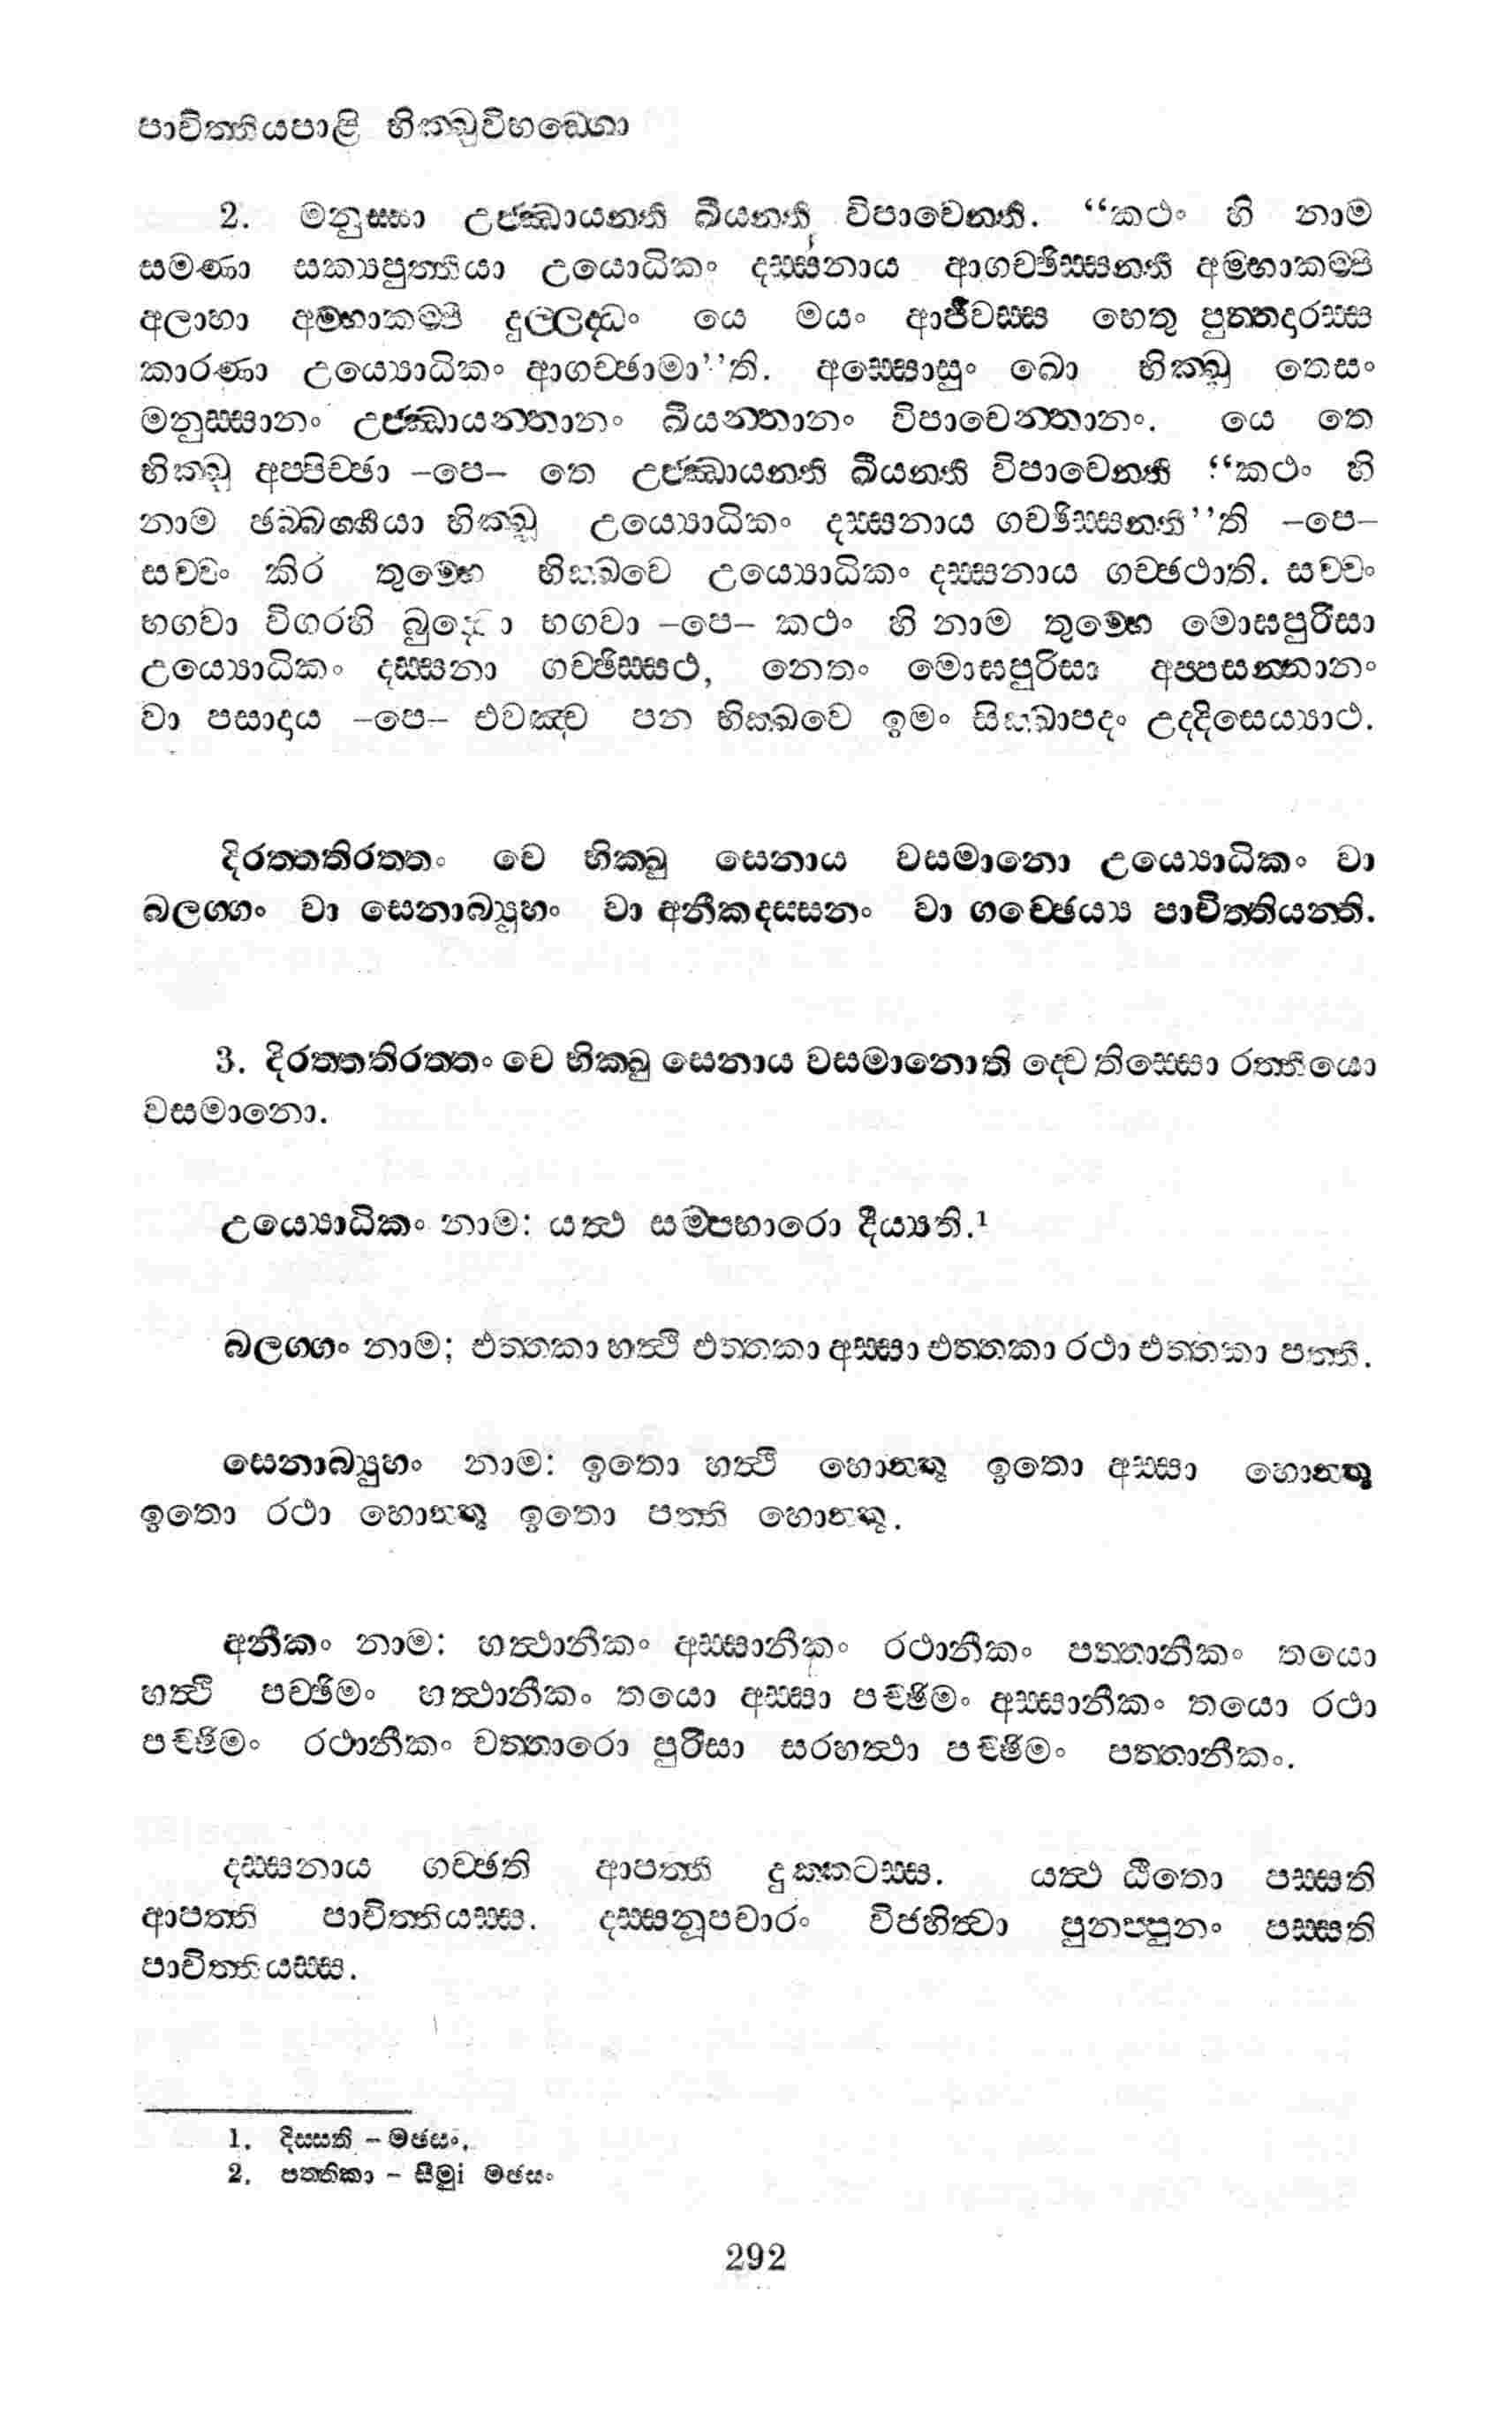 පාචිත්තියපාළි භික්ඛුවිභඞ්ගො
2. මනුස්සා උජ්ඣායන්ති ඛීයන්ති විපාචෙන්ති. “කථං හි නාම
සමණා සක්‍යපුත්තියා උයොධිකං දස්සනාය ආගච්ඡිස්සන්ති අම්හාකම්පි
අලාභා අම්හාකම්පි දුල්ලද්ධං යෙ මයං ආජීවස්ස හෙතු පුත්තදාරස්ස
කාරණා උය්‍යොධිකං ආගච්ඡාමා”ති. අස්සොසුං ඛො භික්ඛූ තෙසං
මනුස්සානං උජ්ඣායන්තානං ඛීයන්තානං විපාචෙන්තානං. යෙ තෙ
භික්ඛූ අප්පිච්ඡා –පෙ– තෙ උජ්ඣායන්ති ඛීයන්ති විපාචෙන්ති “කථං හි
නාම ඡබ්බග්ගියා භික්ඛූ උය්‍යොධිකං දස්සනාය ගච්ඡිස්සන්ති”ති –පෙ–
සච්චං කිර තුම්හෙ භික්ඛවෙ උය්‍යොධිකං දස්සනාය ගච්ඡථාති. සච්චං
භගවා විගරහි බුද්ධො භගවා –පෙ– කථං හි නාම තුම්හෙ මොඝපුරිසා
උය්‍යොධිකං දස්සනා ගච්ඡිස්සථ, නෙතං මොඝපුරිසා අප්පසන්නානං
වා පසාදාය –පෙ– එවඤ්ච පන භික්ඛවෙ ඉමං සික්ඛාපදං උද්දිසෙය්‍යාථ.
දිරත්තතිරත්තං චෙ භික්ඛු සෙනාය වසමානො උය්‍යොධිකං වා
බලග්ගං වා සෙනාබ්‍යූහං වා අනීකදස්සනං වා ගච්ඡෙය්‍ය පාචිත්තියන්ති.
3. දිරත්තතිරත්තං චෙ භික්ඛු සෙනාය වසමානොති ද්වෙ තිස්සො රත්තියො
වසමානො.
උය්‍යොධිකං නාම: යත්ථ සම්පහාරො දීය්‍යති.¹
බලග්ගං නාම; එත්තකා හත්ථි එත්තකා අස්සා එත්තකා රථා එත්තකා පත්ති.
සෙනාබ්‍යූහං නාම: ඉතො හත්ථි හොන්තු ඉතො අස්සා හොන්තු
ඉතො රථා හොන්තු ඉතො පත්ති හොන්තු.
අනීකං නාම: හත්ථානීකං අස්සානීකං රථානීකං පත්තානීකං තයො
හත්ථි පච්ඡිමං හත්ථානීකං තයො අස්සා පච්ඡිමං අස්සානීකං තයො රථා
පච්ඡිමං රථානීකං චත්තාරො පුරිසා සරහත්ථා පච්ඡිමං පත්තානීකං.
දස්සනාය ගච්ඡති ආපත්ති දුක්කටස්ස. යත්ථ ඨිතො පස්සති
ආපත්ති පාචිත්තියස්ස. දස්සනූපචාරං විජහිත්වා පුනප්පුනං පස්සති
පාචිත්තියස්ස.
1. දිස්සති – මජසං.
2. පත්තිකා – සීමුi මජසං
292